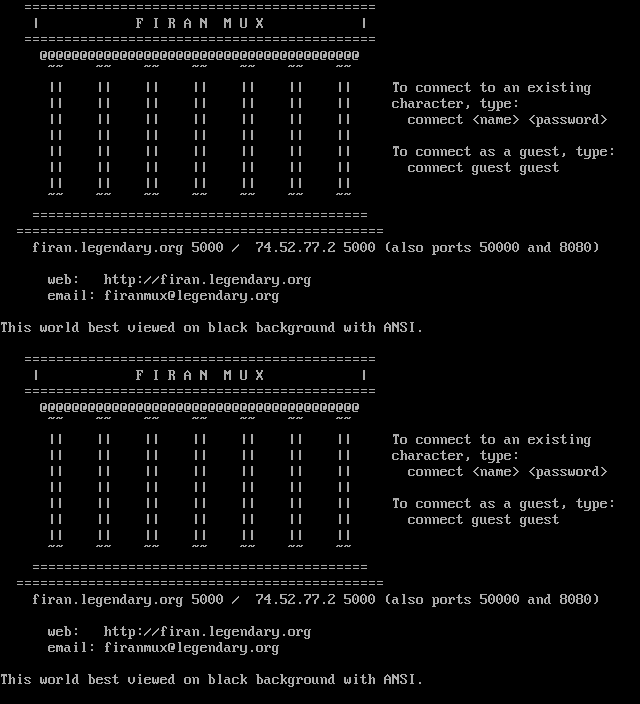 ============================================
|            F I R A N  M U X            |
============================================
@@@@@@@@@@@@@@@@@@@@@@@@@@@@@@@@@@@@@@@@
~~    ~~    ~~    ~~    ~~    ~~    ~~
||    ||    ||    ||    ||    ||    ||     To connect to an existing
||    ||    ||    ||    ||    ||    ||     character, type:
||    ||    ||    ||    ||    ||    ||       connect <name> <password>
||    ||    ||    ||    ||    ||    ||
||    ||    ||    ||    ||    ||    ||     To connect as a guest, type:
||    ||    ||    ||    ||    ||    ||       connect guest guest
||    ||    ||    ||    ||    ||    ||
~~    ~~    ~~    ~~    ~~    ~~    ~~
==========================================
==============================================
firan.legendary.org 5000 /  74.52.77.2 5000 (also ports 50000 and 8080)
web:   http://firan.legendary.org
email: firanmux@legendary.org
This world best viewed on black background with ANSI.
============================================
|            F I R A N  M U X            |
============================================
@@@@@@@@@@@@@@@@@@@@@@@@@@@@@@@@@@@@@@@@
~~    ~~    ~~    ~~    ~~    ~~    ~~
||    ||    ||    ||    ||    ||    ||     To connect to an existing
||    ||    ||    ||    ||    ||    ||     character, type:
||    ||    ||    ||    ||    ||    ||       connect <name> <password>
||    ||    ||    ||    ||    ||    ||
||    ||    ||    ||    ||    ||    ||     To connect as a guest, type:
||    ||    ||    ||    ||    ||    ||       connect guest guest
||    ||    ||    ||    ||    ||    ||
~~    ~~    ~~    ~~    ~~    ~~    ~~
==========================================
==============================================
firan.legendary.org 5000 /  74.52.77.2 5000 (also ports 50000 and 8080)
web:   http://firan.legendary.org
email: firanmux@legendary.org
This world best viewed on black background with ANSI.